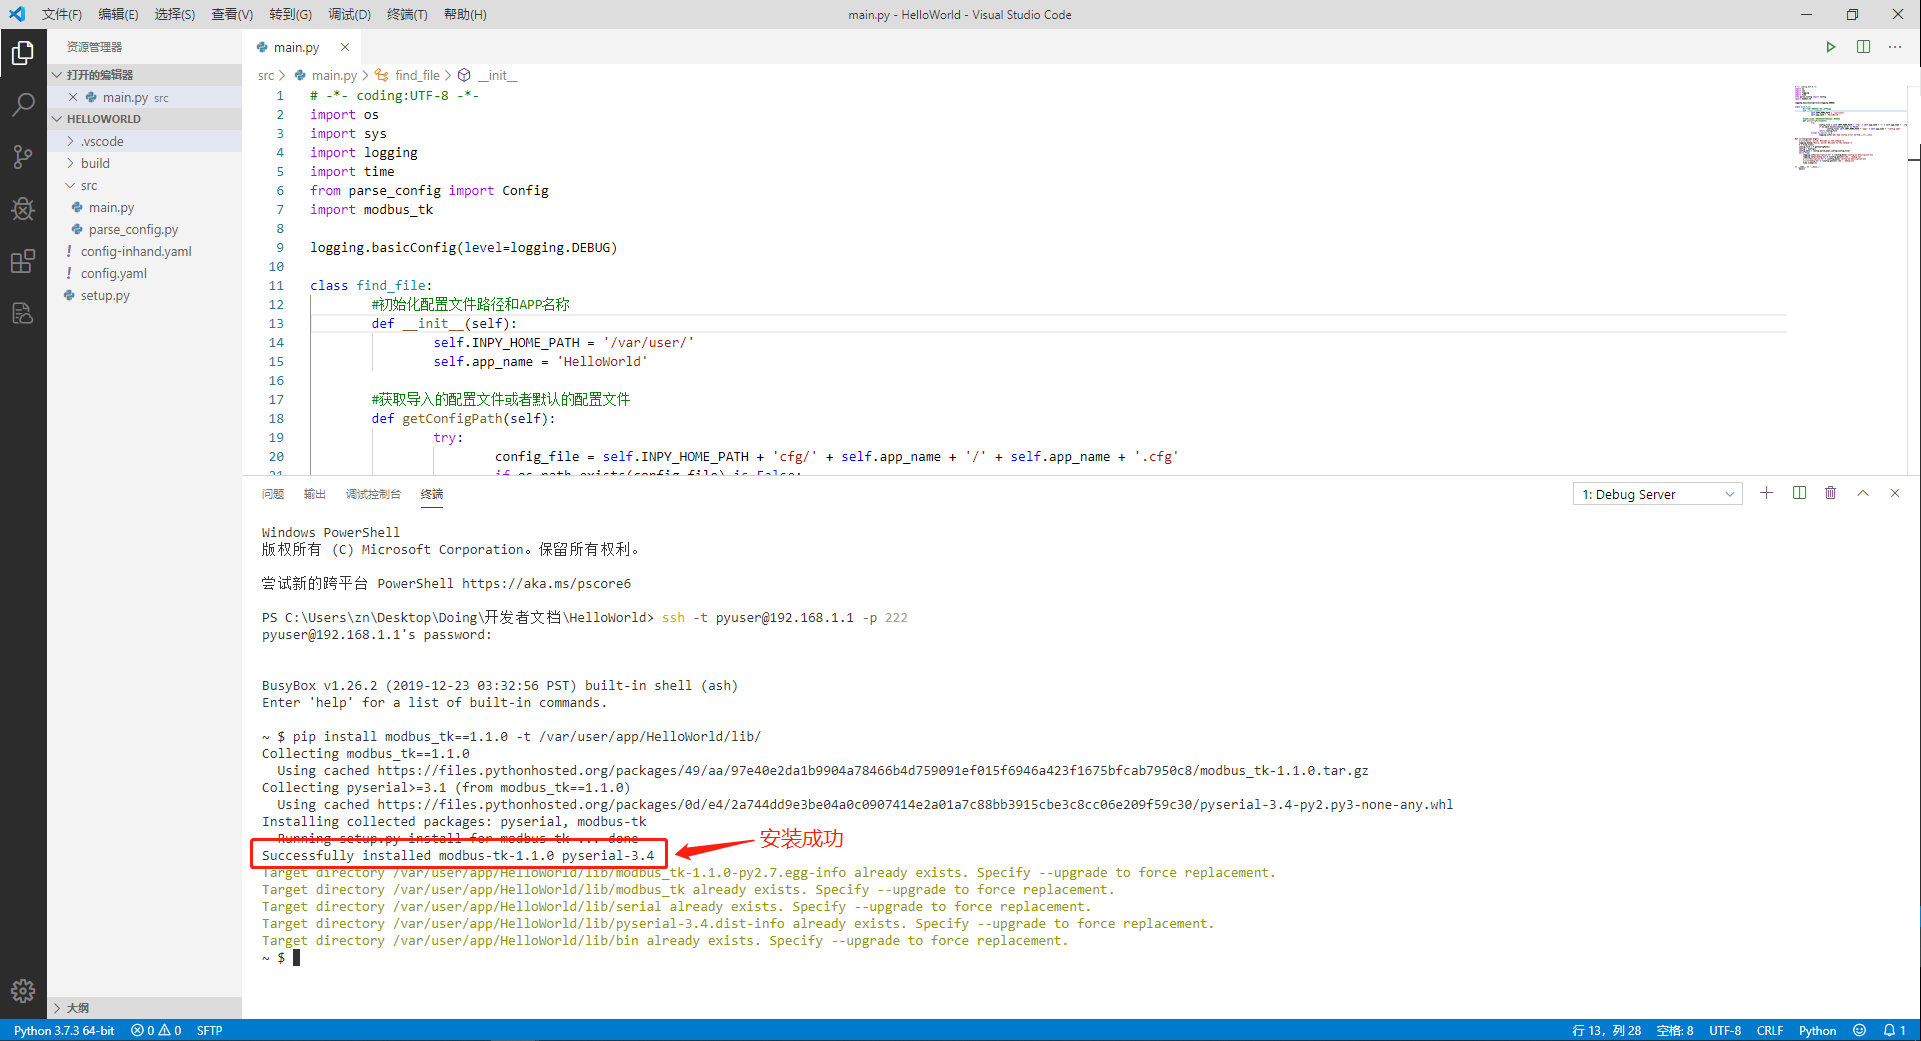 文件(F) 编辑(E) 选择(S) 查看(V) 转到(G) 调试(D) 终端(T) 帮助(H)
main.py - HelloWorld - Visual Studio Code
资源管理器
打开的编辑器
main.py src
HELLOWORLD
.vscode
build
src
main.py
parse_config.py
! config-inhand.yaml
! config.yaml
setup.py
大纲
main.py
src > main.py > find_file > __init__
1 # -*- coding:UTF-8 -*-
2 import os
3 import sys
4 import logging
5 import time
6 from parse_config import Config
7 import modbus_tk
8
9 logging.basicConfig(level=logging.DEBUG)
10
11 class find_file:
12 #初始化配置文件路径和APP名称
13 def __init__(self):
14 self.INPY_HOME_PATH = '/var/user/'
15 self.app_name = 'HelloWorld'
16
17 #获取导入的配置文件或者默认的配置文件
18 def getConfigPath(self):
19 try:
20 config_file = self.INPY_HOME_PATH + 'cfg/' + self.app_name + '/' + self.app_name + '.cfg'
21 if os.path.exists(config_file) is False:
问题 输出 调试控制台 终端
1: Debug Server
Windows PowerShell
版权所有 (C) Microsoft Corporation。保留所有权利。
尝试新的跨平台 PowerShell https://aka.ms/pscore6
PS C:\Users\zn\Desktop\Doing\开发者文档\HelloWorld> ssh -t pyuser@192.168.1.1 -p 222
pyuser@192.168.1.1's password:
BusyBox v1.26.2 (2019-12-23 03:32:56 PST) built-in shell (ash)
Enter 'help' for a list of built-in commands.
~ $ pip install modbus_tk==1.1.0 -t /var/user/app/HelloWorld/lib/
Collecting modbus_tk==1.1.0
Using cached https://files.pythonhosted.org/packages/49/aa/97e40e2da1b9904a78466b4d759091ef015f6946a423f1675bfcab7950c8/modbus_tk-1.1.0.tar.gz
Collecting pyserial>=3.1 (from modbus_tk==1.1.0)
Using cached https://files.pythonhosted.org/packages/0d/e4/2a744dd9e3be04a0c0907414e2a01a7c88bb3915cbe3c8cc06e209f59c30/pyserial-3.4-py2.py3-none-any.whl
Installing collected packages: pyserial, modbus-tk
Running setup.py install for modbus-tk ... done
Successfully installed modbus-tk-1.1.0 pyserial-3.4
安装成功
Target directory /var/user/app/HelloWorld/lib/modbus_tk-1.1.0-py2.7.egg-info already exists. Specify --upgrade to force replacement.
Target directory /var/user/app/HelloWorld/lib/modbus_tk already exists. Specify --upgrade to force replacement.
Target directory /var/user/app/HelloWorld/lib/serial already exists. Specify --upgrade to force replacement.
Target directory /var/user/app/HelloWorld/lib/pyserial-3.4.dist-info already exists. Specify --upgrade to force replacement.
Target directory /var/user/app/HelloWorld/lib/bin already exists. Specify --upgrade to force replacement.
~ $
Python 3.7.3 64-bit 0 0 SFTP
行 13，列 28 空格: 8 UTF-8 CRLF Python 1